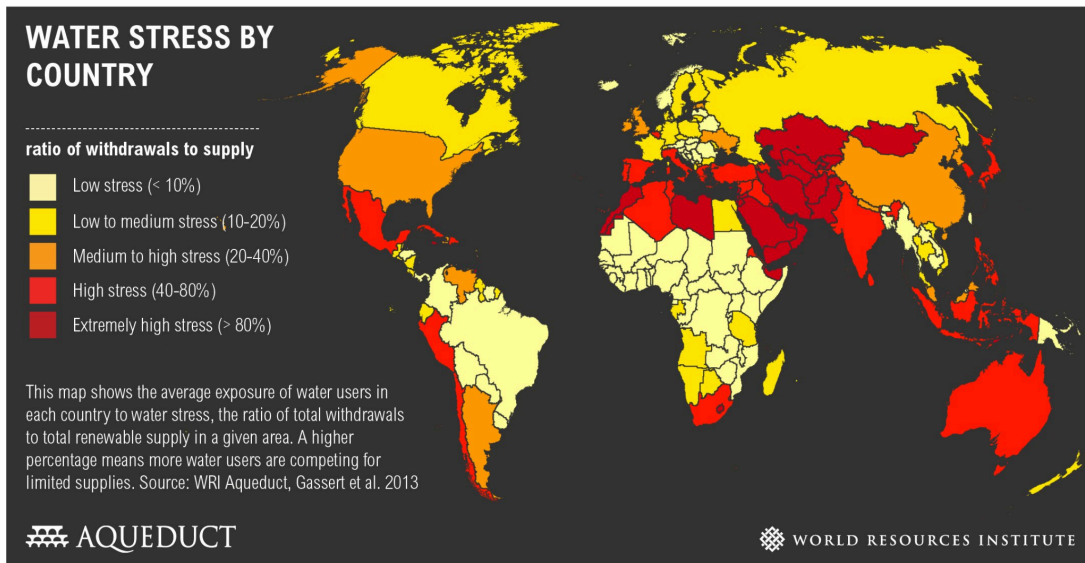 WATER STRESS BY
COUNTRY
ratio of withdrawals to supply
Low stress (< 10%)
Low to medium stress (10-20%)
Medium to high stress (20-40%)
High stress (40-80%)
Extremely high stress (> 80%)
This map shows the average exposure of water users in
each country to water stress, the ratio of total withdrawals
to total renewable supply in a given area. A higher
percentage means more water users are competing for
limited supplies. Source: WRI Aqueduct, Gassert et al. 2013
AQUEDUCT
WORLD RESOURCES INSTITUTE